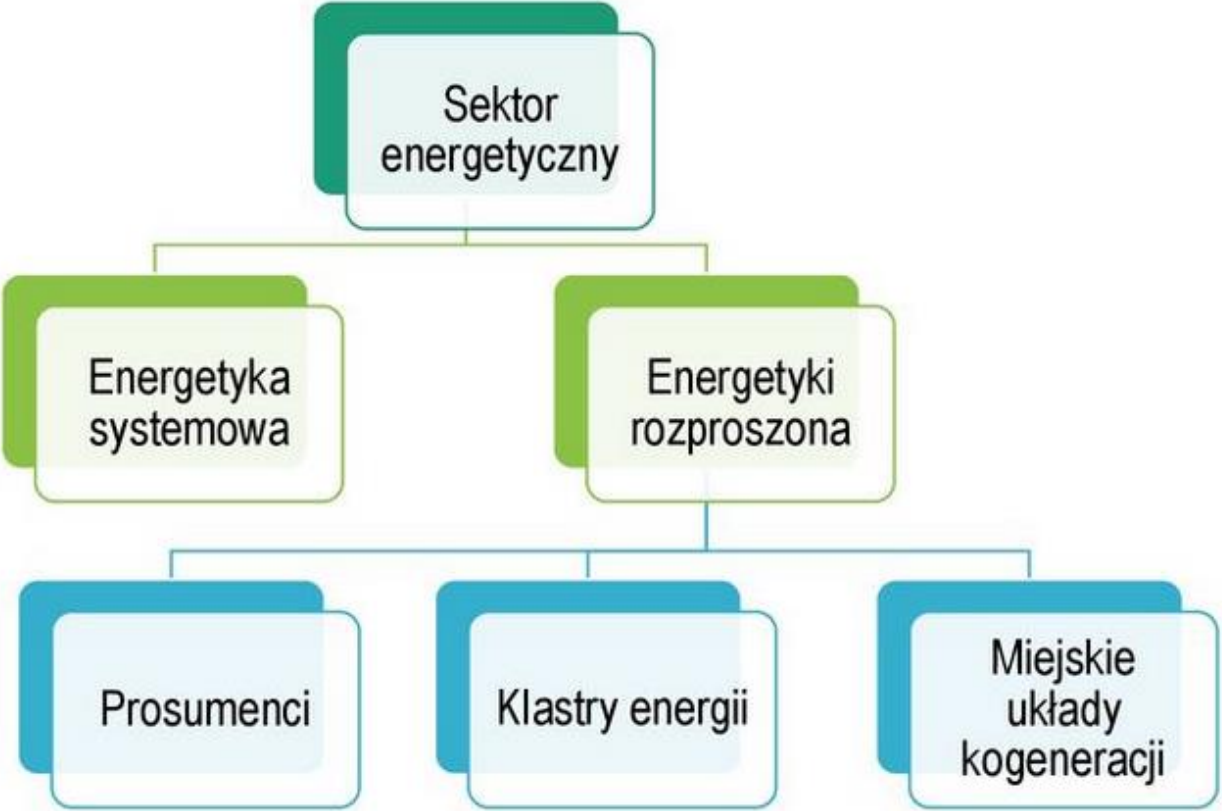 Sektor
energetyczny
Energetyka
systemowa
Energetyki
rozproszona
Prosumenci
Klastry energii
Miejskie
układy
kogeneracji